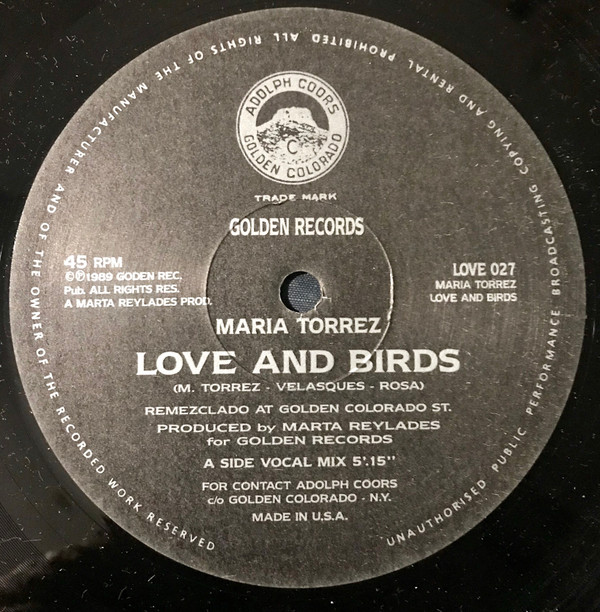 ADOLPH COORS
C
GOLDEN COLORADO
TRADE MARK
GOLDEN RECORDS
45 RPM
©℗1989 GODEN REC.
Pub. ALL RIGHTS RES.
A MARTA REYLADES PROD.
LOVE 027
MARIA TORREZ
LOVE AND BIRDS
MARIA TORREZ
LOVE AND BIRDS
(M. TORREZ - VELASQUES - ROSA)
REMEZCLADO AT GOLDEN COLORADO ST.
PRODUCED by MARTA REYLADES
for GOLDEN RECORDS
A SIDE VOCAL MIX 5'.15"
FOR CONTACT ADOLPH COORS
c/o GOLDEN COLORADO - N.Y.
MADE IN U.S.A.
UNAUTHORISED PUBLIC PERFORMANCE BROADCASTING COPYING AND RENTAL PROHIBITED ALL RIGHTS OF THE MANUFACTURER AND OF THE OWNER OF THE RECORDED WORK RESERVED